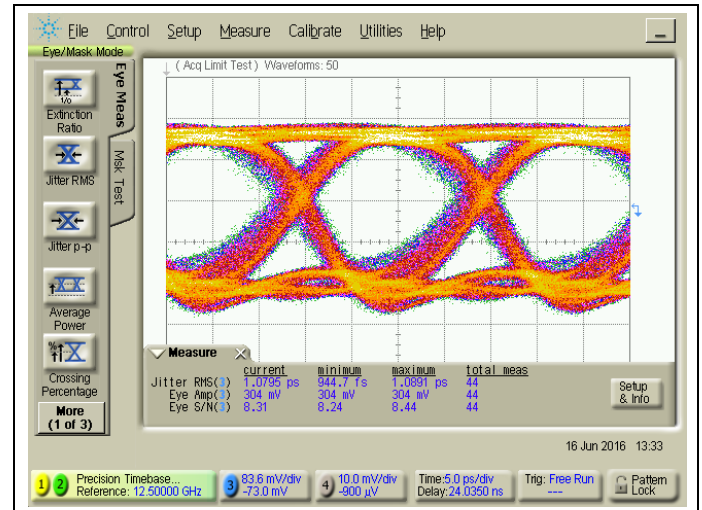 File Control Setup Measure Calibrate Utilities Help
Eye/Mask Mode
( Acq Limit Test ) Waveforms: 50
Eye Meas
Msk Test
1/0
Extinction
Ratio
Jitter RMS
Jitter p-p
Average
Power
%
Crossing
Percentage
More
(1 of 3)
Measure
current minimum maximum total meas
Jitter RMS(3) 1.0795 ps 944.7 fs 1.0891 ps 44
Eye Amp(3) 304 mV 304 mV 304 mV 44
Eye S/N(3) 8.31 8.24 8.44 44
Setup
& Info
16 Jun 2016 13:33
1 2 Precision Timebase...
Reference: 12.50000 GHz
3 83.6 mV/div
-73.0 mV
4 10.0 mV/div
-900 µV
Time:5.0 ps/div
Delay:24.0350 ns
Trig: Free Run
---
Pattern
Lock